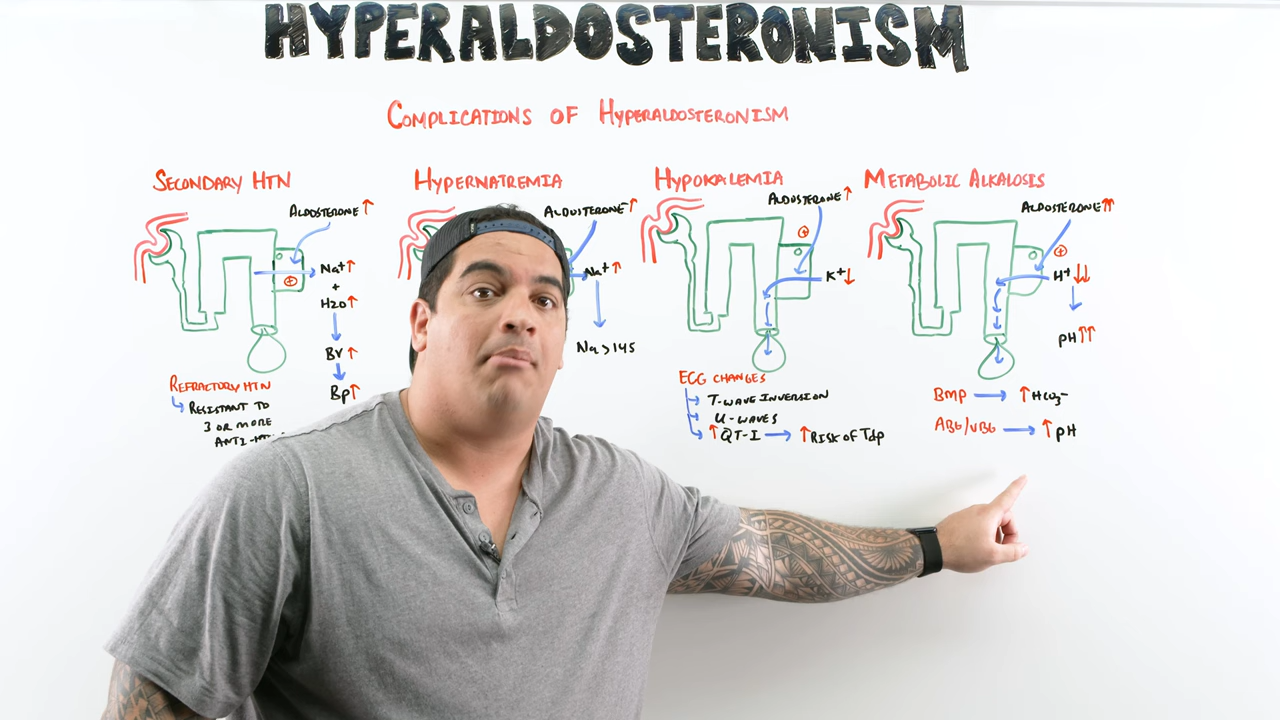 HYPERALDOSTERONISM
COMPLICATIONS OF HYPERALDOSTERONISM
SECONDARY HTN
ALDOSTERONE ↑
Na+ ↑
+
H2O ↑
BV ↑
BP ↑
REFRACTORY HTN
RESISTANT TO
3 OR MORE
HYPERNATREMIA
ALDOSTERONE ↑
Na+ ↑
Na > 145
HYPOKALEMIA
ALDOSTERONE ↑
K+ ↓
ECG CHANGES
T-WAVE INVERSION
U-WAVES
↑ QT-I → ↑ RISK OF TdP
METABOLIC ALKALOSIS
ALDOSTERONE ↑↑
H+ ↓↓
pH ↑↑
BMP → ↑ HCO3-
ABG/VBG → ↑ pH